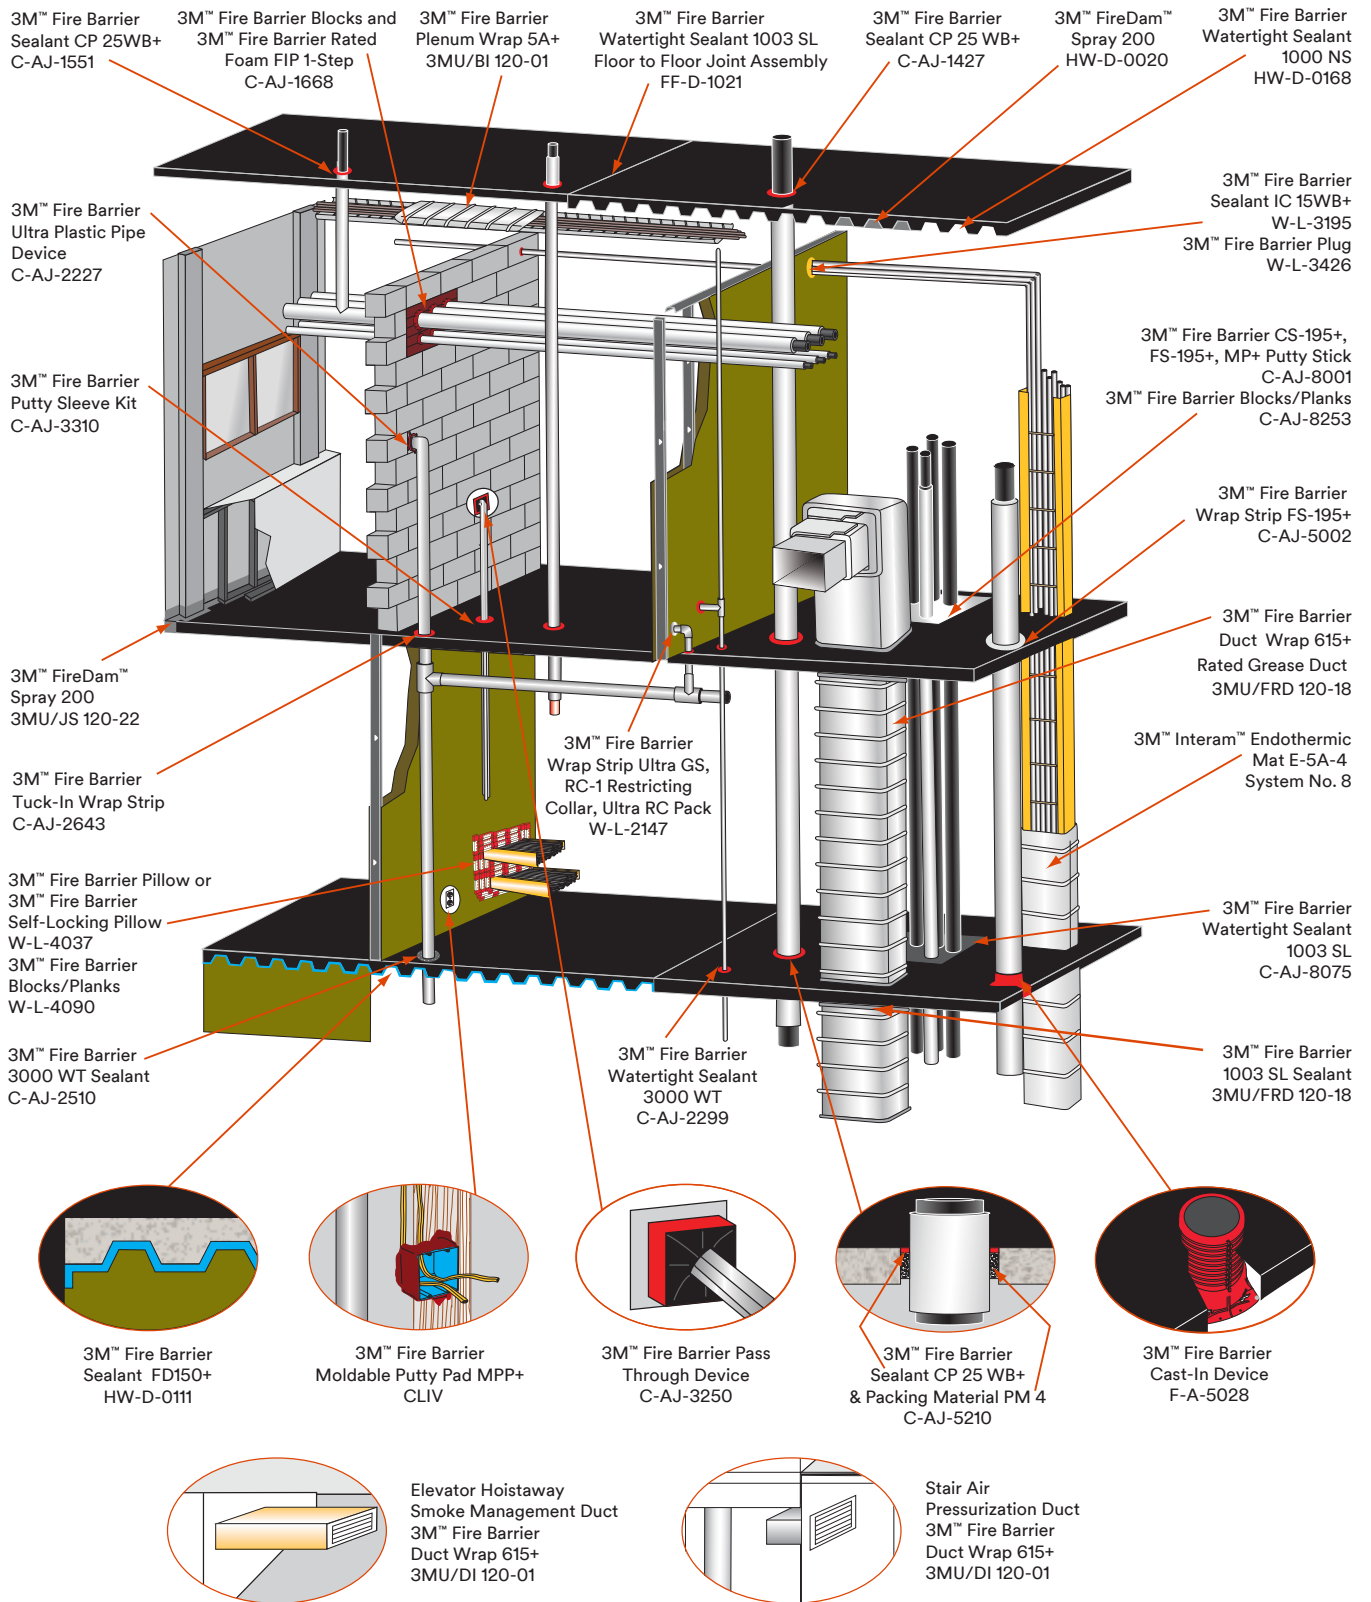 3M™ Fire Barrier
Sealant CP 25WB+
C-AJ-1551
3M™ Fire Barrier Blocks and
3M™ Fire Barrier Rated
Foam FIP 1-Step
C-AJ-1668
3M™ Fire Barrier
Plenum Wrap 5A+
3MU/BI 120-01
3M™ Fire Barrier
Watertight Sealant 1003 SL
Floor to Floor Joint Assembly
FF-D-1021
3M™ Fire Barrier
Sealant CP 25 WB+
C-AJ-1427
3M™ FireDam™
Spray 200
HW-D-0020
3M™ Fire Barrier
Watertight Sealant
1000 NS
HW-D-0168
3M™ Fire Barrier
Ultra Plastic Pipe
Device
C-AJ-2227
3M™ Fire Barrier
Sealant IC 15WB+
W-L-3195
3M™ Fire Barrier Plug
W-L-3426
3M™ Fire Barrier
Putty Sleeve Kit
C-AJ-3310
3M™ Fire Barrier CS-195+,
FS-195+, MP+ Putty Stick
C-AJ-8001
3M™ Fire Barrier Blocks/Planks
C-AJ-8253
3M™ Fire Barrier
Wrap Strip FS-195+
C-AJ-5002
3M™ Fire Barrier
Duct Wrap 615+
Rated Grease Duct
3MU/FRD 120-18
3M™ FireDam™
Spray 200
3MU/JS 120-22
3M™ Fire Barrier
Tuck-In Wrap Strip
C-AJ-2643
3M™ Fire Barrier
Wrap Strip Ultra GS,
RC-1 Restricting
Collar, Ultra RC Pack
W-L-2147
3M™ Interam™ Endothermic
Mat E-5A-4
System No. 8
3M™ Fire Barrier Pillow or
3M™ Fire Barrier
Self-Locking Pillow
W-L-4037
3M™ Fire Barrier
Blocks/Planks
W-L-4090
3M™ Fire Barrier
Watertight Sealant
1003 SL
C-AJ-8075
3M™ Fire Barrier
3000 WT Sealant
C-AJ-2510
3M™ Fire Barrier
Watertight Sealant
3000 WT
C-AJ-2299
3M™ Fire Barrier
1003 SL Sealant
3MU/FRD 120-18
3M™ Fire Barrier
Sealant FD150+
HW-D-0111
3M™ Fire Barrier
Moldable Putty Pad MPP+
CLIV
3M™ Fire Barrier Pass
Through Device
C-AJ-3250
3M™ Fire Barrier
Sealant CP 25 WB+
& Packing Material PM 4
C-AJ-5210
3M™ Fire Barrier
Cast-In Device
F-A-5028
Elevator Hoistaway
Smoke Management Duct
3M™ Fire Barrier
Duct Wrap 615+
3MU/DI 120-01
Stair Air
Pressurization Duct
3M™ Fire Barrier
Duct Wrap 615+
3MU/DI 120-01